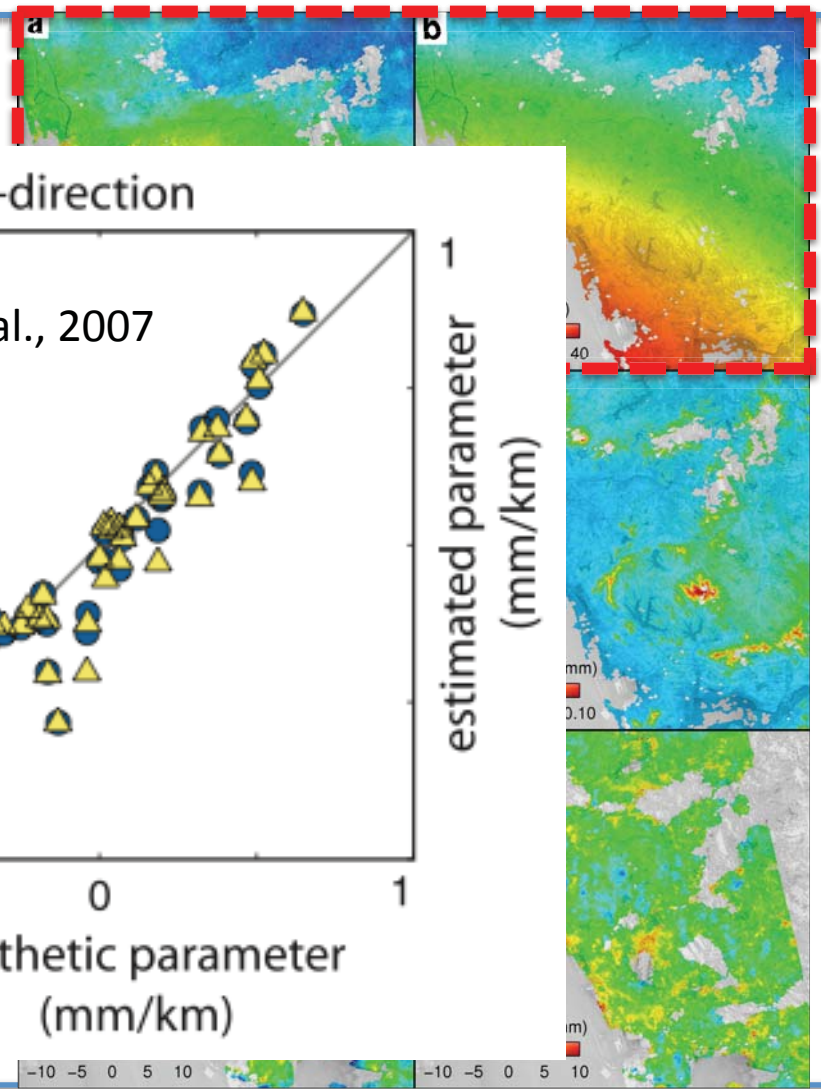 a
b
-direction
1
al., 2007
)
40
estimated parameter
(mm/km)
mm)
0.10
0
1
thetic parameter
(mm/km)
m)
−10 −5 0 5 10
−10 −5 0 5 10